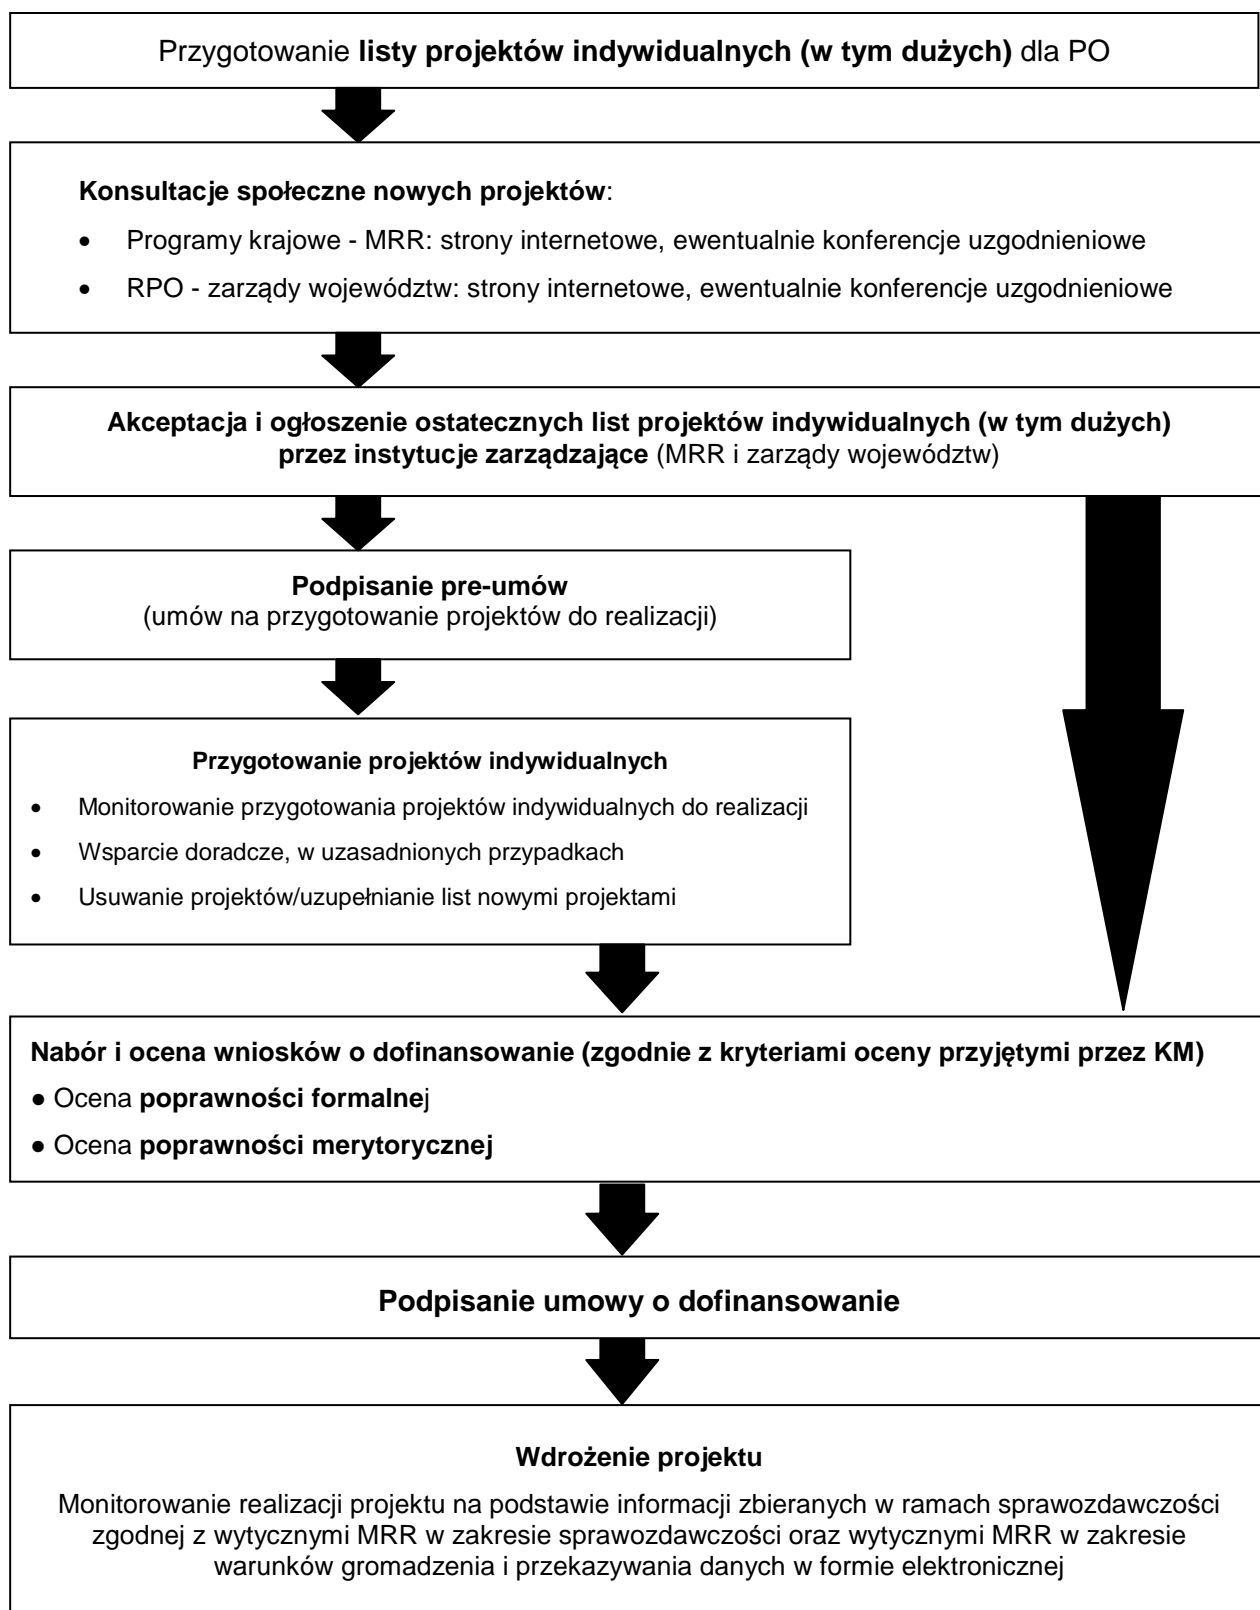 Przygotowanie listy projektów indywidualnych (w tym dużych) dla PO
Konsultacje społeczne nowych projektów:
• Programy krajowe - MRR: strony internetowe, ewentualnie konferencje uzgodnieniowe
• RPO - zarządy województw: strony internetowe, ewentualnie konferencje uzgodnieniowe
Akceptacja i ogłoszenie ostatecznych list projektów indywidualnych (w tym dużych)
przez instytucje zarządzające (MRR i zarządy województw)
Podpisanie pre-umów
(umów na przygotowanie projektów do realizacji)
Przygotowanie projektów indywidualnych
• Monitorowanie przygotowania projektów indywidualnych do realizacji
• Wsparcie doradcze, w uzasadnionych przypadkach
• Usuwanie projektów/uzupełnianie list nowymi projektami
Nabór i ocena wniosków o dofinansowanie (zgodnie z kryteriami oceny przyjętymi przez KM)
● Ocena poprawności formalnej
● Ocena poprawności merytorycznej
Podpisanie umowy o dofinansowanie
Wdrożenie projektu
Monitorowanie realizacji projektu na podstawie informacji zbieranych w ramach sprawozdawczości
zgodnej z wytycznymi MRR w zakresie sprawozdawczości oraz wytycznymi MRR w zakresie
warunków gromadzenia i przekazywania danych w formie elektronicznej